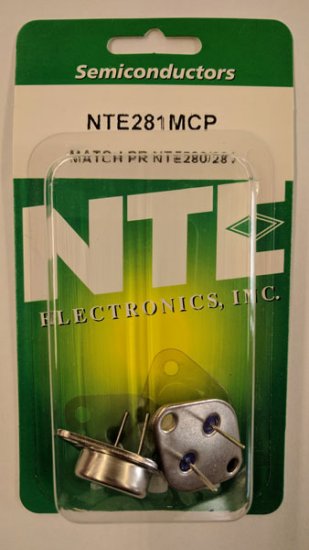 Semiconductors
NTE281MCP
MATCH PR NTE280/281
NTE
ELECTRONICS, INC.